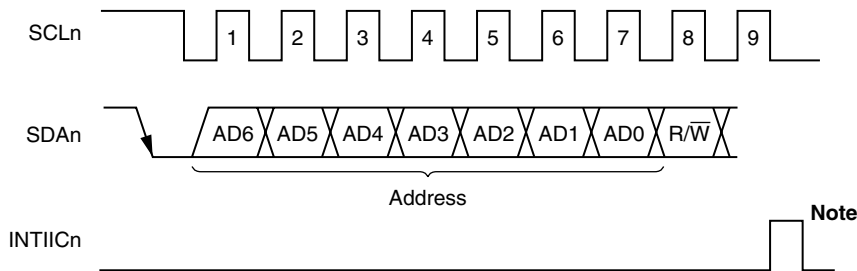 SCLn 1 2 3 4 5 6 7 8 9
SDAn AD6 AD5 AD4 AD3 AD2 AD1 AD0 R/W̅
Address
Note
INTIICn